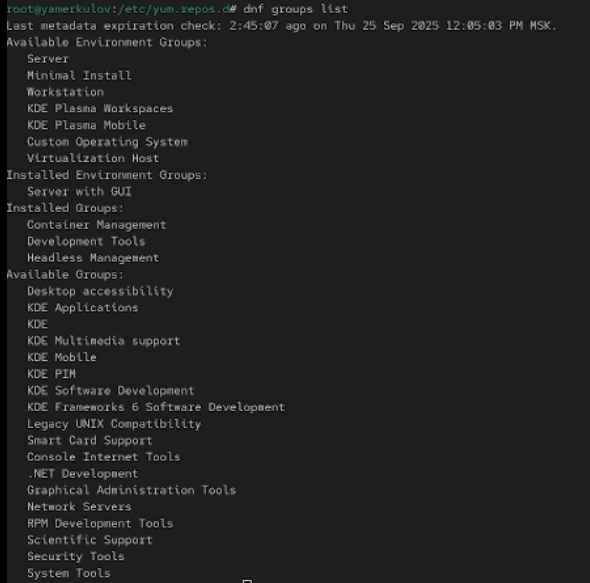 root@yamerkulov:/etc/yum.repos.d# dnf groups list
Last metadata expiration check: 2:45:07 ago on Thu 25 Sep 2025 12:05:03 PM MSK.
Available Environment Groups:
Server
Minimal Install
Workstation
KDE Plasma Workspaces
KDE Plasma Mobile
Custom Operating System
Virtualization Host
Installed Environment Groups:
Server with GUI
Installed Groups:
Container Management
Development Tools
Headless Management
Available Groups:
Desktop accessibility
KDE Applications
KDE
KDE Multimedia support
KDE Mobile
KDE PIM
KDE Software Development
KDE Frameworks 6 Software Development
Legacy UNIX Compatibility
Smart Card Support
Console Internet Tools
.NET Development
Graphical Administration Tools
Network Servers
RPM Development Tools
Scientific Support
Security Tools
System Tools